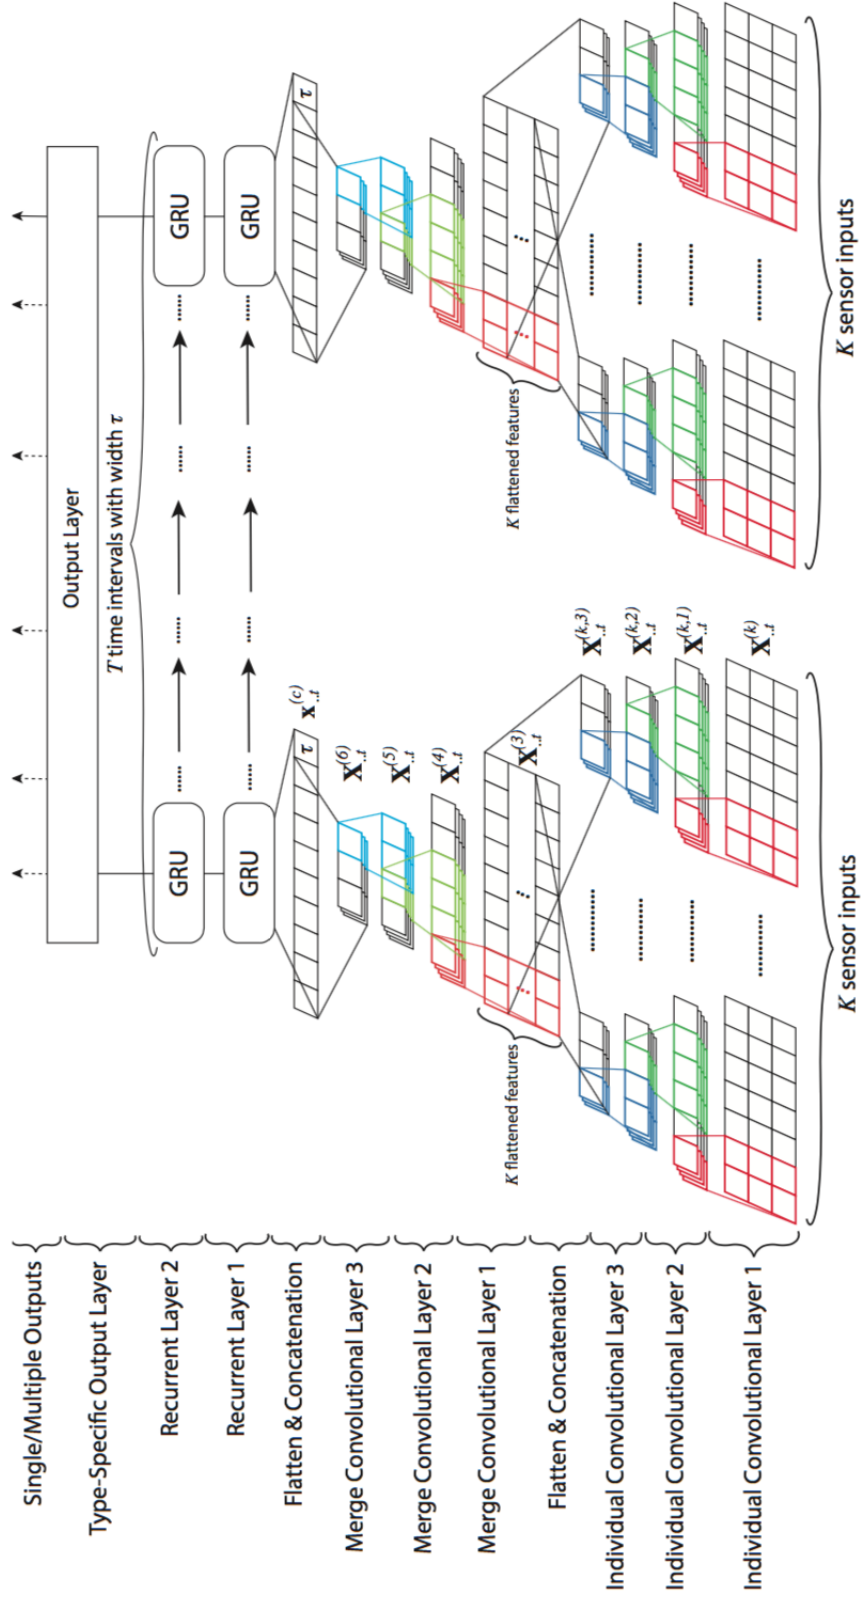 Single/Multiple Outputs
Type-Specific Output Layer
Recurrent Layer 2
Recurrent Layer 1
Flatten & Concatenation
Merge Convolutional Layer 3
Merge Convolutional Layer 2
Merge Convolutional Layer 1
Flatten & Concatenation
Individual Convolutional Layer 3
Individual Convolutional Layer 2
Individual Convolutional Layer 1
Output Layer
T time intervals with width τ
GRU
GRU
GRU
GRU
τ
x..t^(c)
X..t^(6)
X..t^(5)
X..t^(4)
X..t^(3)
K flattened features
X..t^(k,3)
X..t^(k,2)
X..t^(k,1)
X..t^(k)
K sensor inputs
τ
K flattened features
K sensor inputs